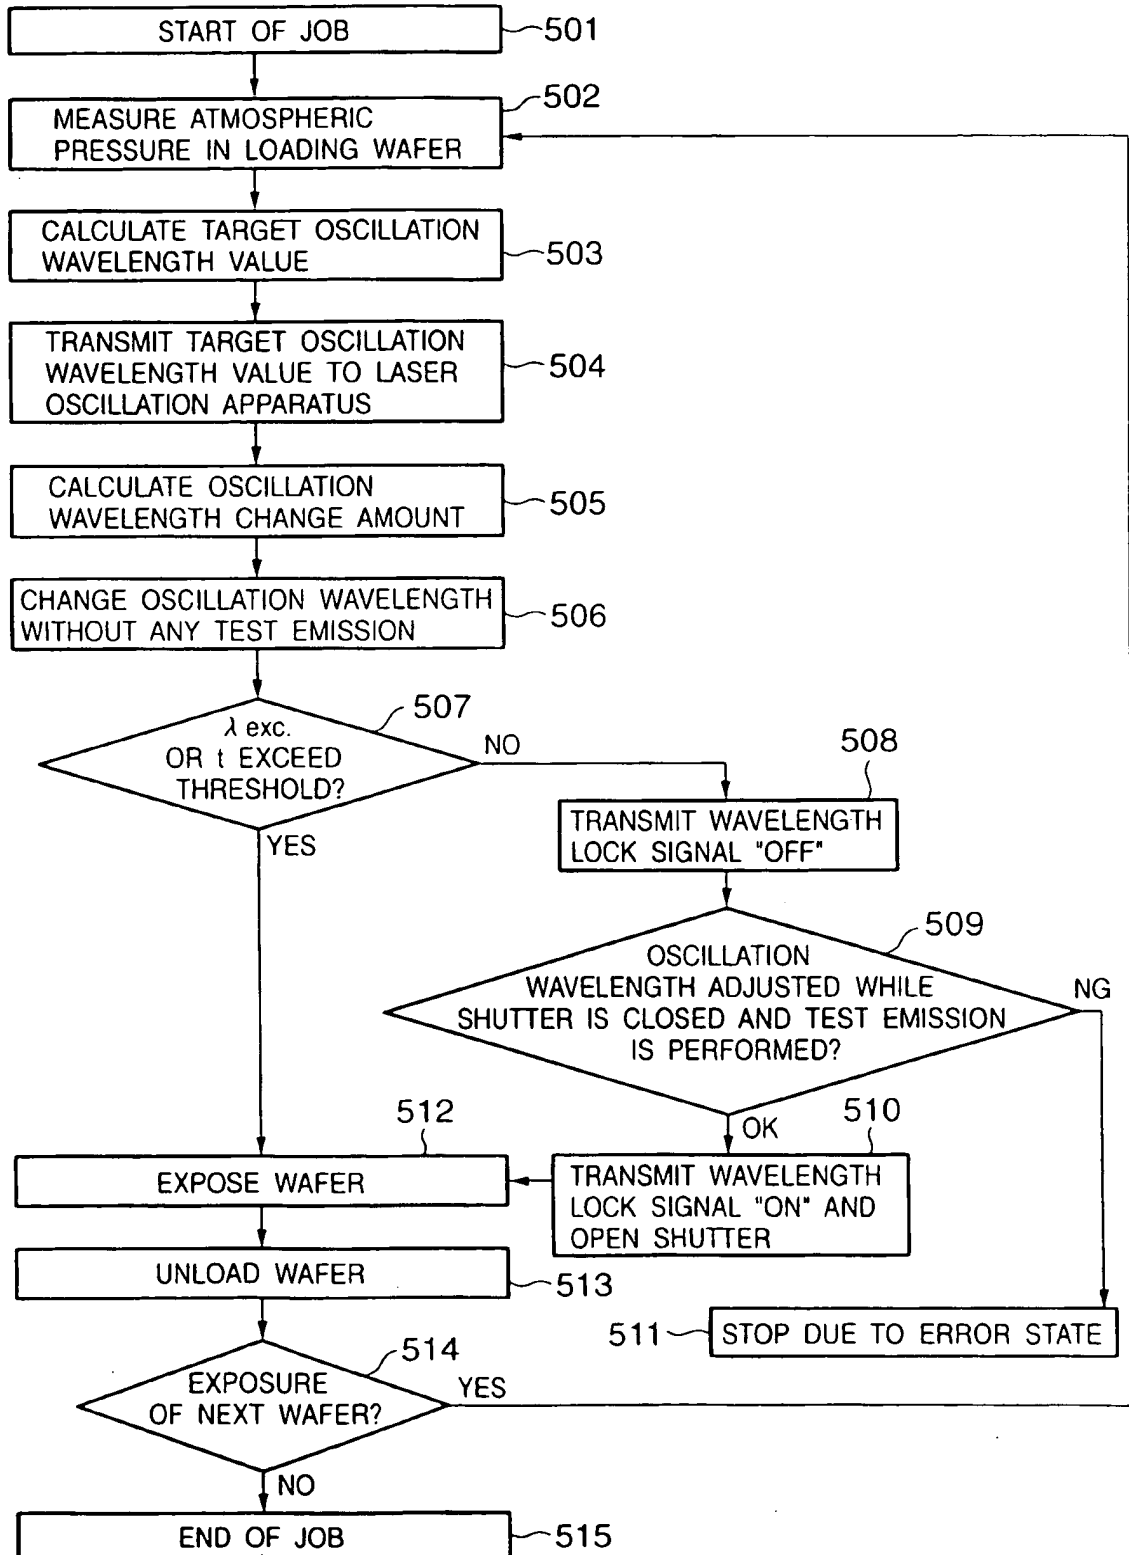 START OF JOB
501
502
MEASURE ATMOSPHERIC
PRESSURE IN LOADING WAFER
CALCULATE TARGET OSCILLATION
WAVELENGTH VALUE
503
TRANSMIT TARGET OSCILLATION
WAVELENGTH VALUE TO LASER
OSCILLATION APPARATUS
504
CALCULATE OSCILLATION
WAVELENGTH CHANGE AMOUNT
505
CHANGE OSCILLATION WAVELENGTH
WITHOUT ANY TEST EMISSION
506
507
λ exc.
OR t EXCEED
THRESHOLD?
NO
YES
508
TRANSMIT WAVELENGTH
LOCK SIGNAL "OFF"
509
OSCILLATION
WAVELENGTH ADJUSTED WHILE
SHUTTER IS CLOSED AND TEST EMISSION
IS PERFORMED?
NG
OK
510
TRANSMIT WAVELENGTH
LOCK SIGNAL "ON" AND
OPEN SHUTTER
511
STOP DUE TO ERROR STATE
512
EXPOSE WAFER
UNLOAD WAFER
513
514
EXPOSURE
OF NEXT WAFER?
YES
NO
END OF JOB
515